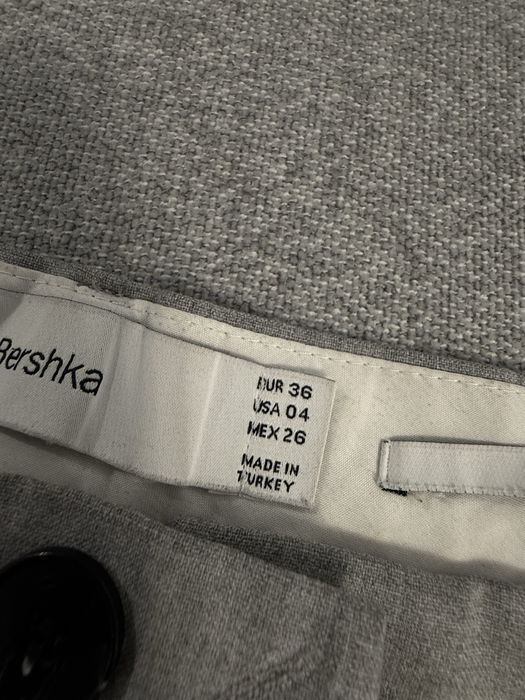 Bershka
EUR 36
USA 04
MEX 26
MADE IN
TURKEY